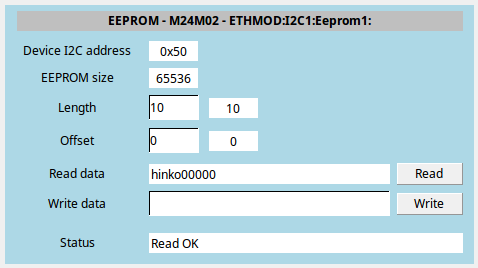 EEPROM - M24M02 - ETHMOD:I2C1:Eeprom1:
Device I2C address 0x50
EEPROM size 65536
Length 10 10
Offset 0 0
Read data hinko00000 Read
Write data Write
Status Read OK